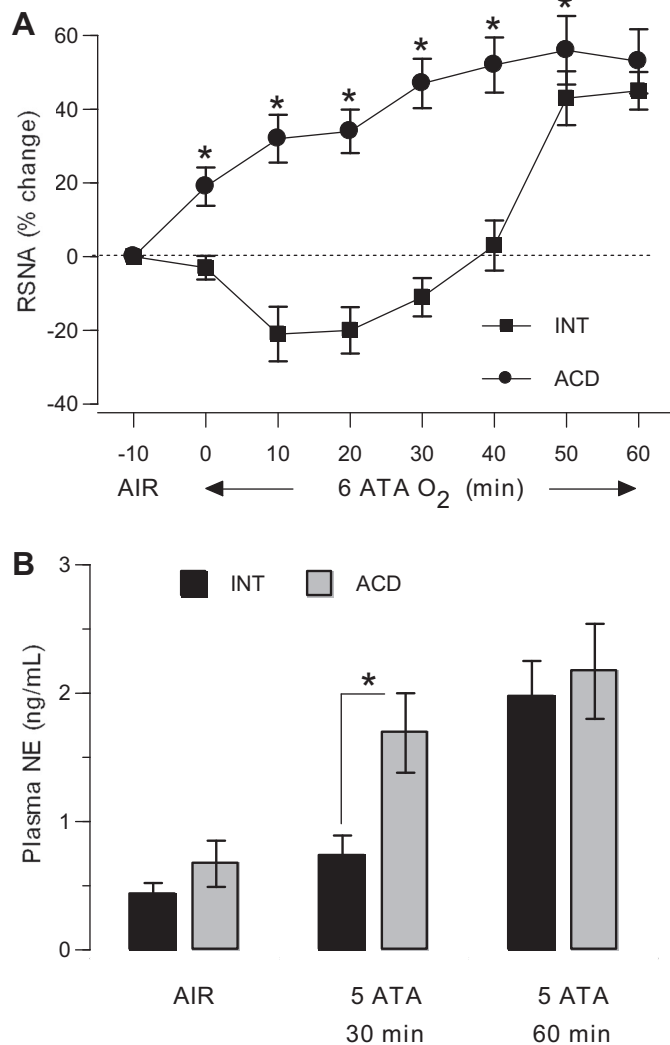 A
RSNA (% change)
60
40
20
0
-20
-40
*
*
*
*
*
*
INT
ACD
-10 0 10 20 30 40 50 60
AIR 6 ATA O2 (min)
B
Plasma NE (ng/mL)
3
2
1
0
INT ACD
*
AIR 5 ATA 5 ATA
30 min 60 min